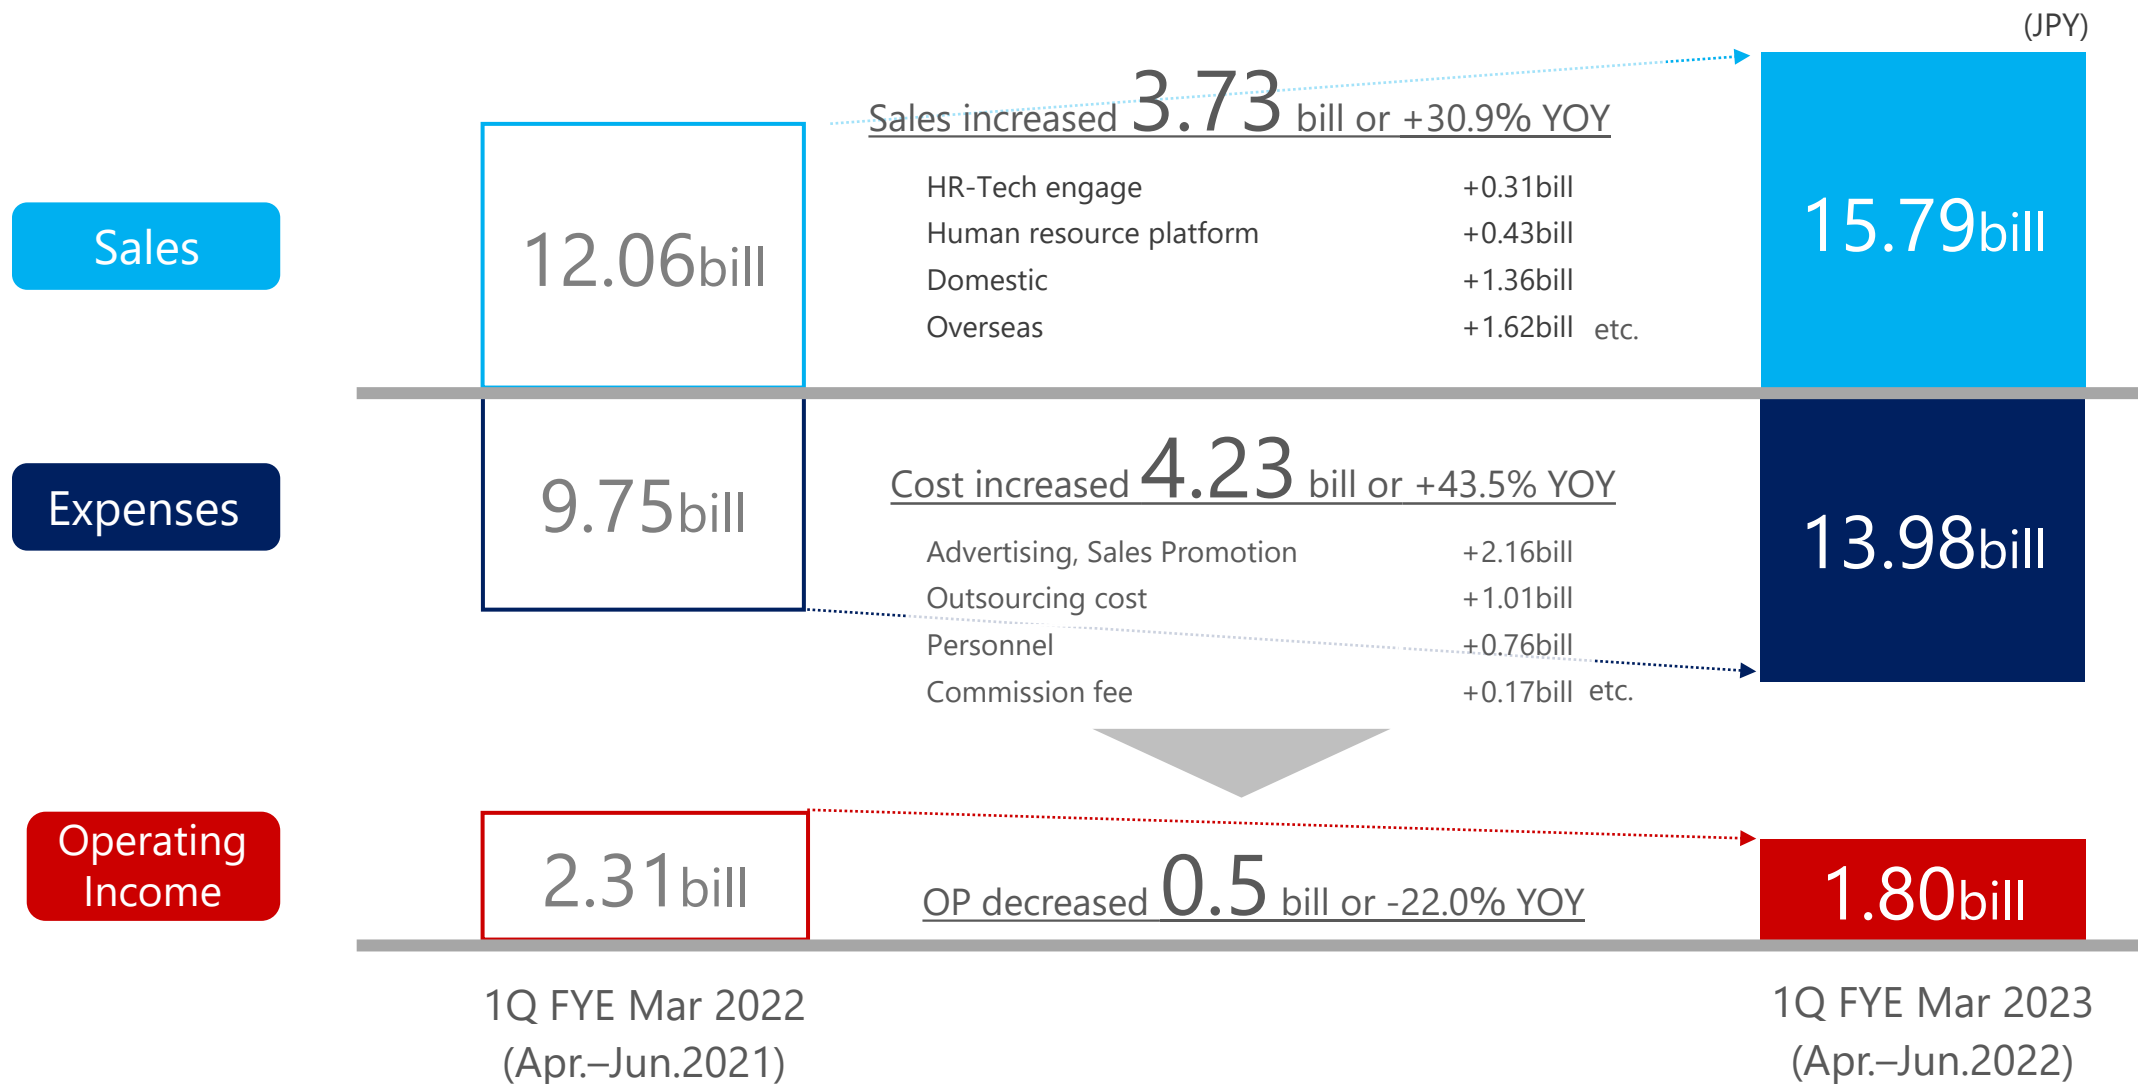 (JPY)
Sales
12.06bill
Sales increased 3.73 bill or +30.9% YOY
HR-Tech engage +0.31bill
Human resource platform +0.43bill
Domestic +1.36bill
Overseas +1.62bill etc.
15.79bill
Expenses
9.75bill
Cost increased 4.23 bill or +43.5% YOY
Advertising, Sales Promotion +2.16bill
Outsourcing cost +1.01bill
Personnel +0.76bill
Commission fee +0.17bill etc.
13.98bill
Operating
Income
2.31bill
OP decreased 0.5 bill or -22.0% YOY
1.80bill
1Q FYE Mar 2022
(Apr.–Jun.2021)
1Q FYE Mar 2023
(Apr.–Jun.2022)